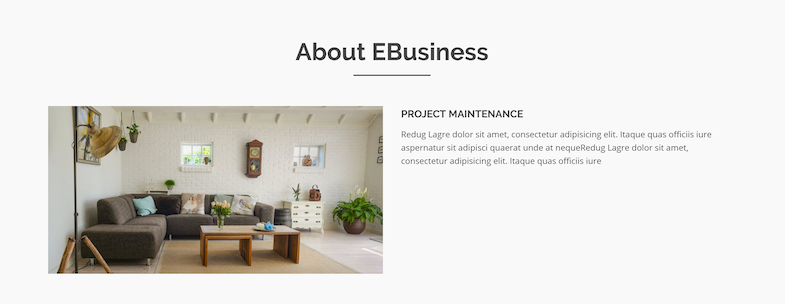 About EBusiness
PROJECT MAINTENANCE
Redug Lagre dolor sit amet, consectetur adipisicing elit. Itaque quas officiis iure
aspernatur sit adipisci quaerat unde at nequeRedug Lagre dolor sit amet,
consectetur adipisicing elit. Itaque quas officiis iure